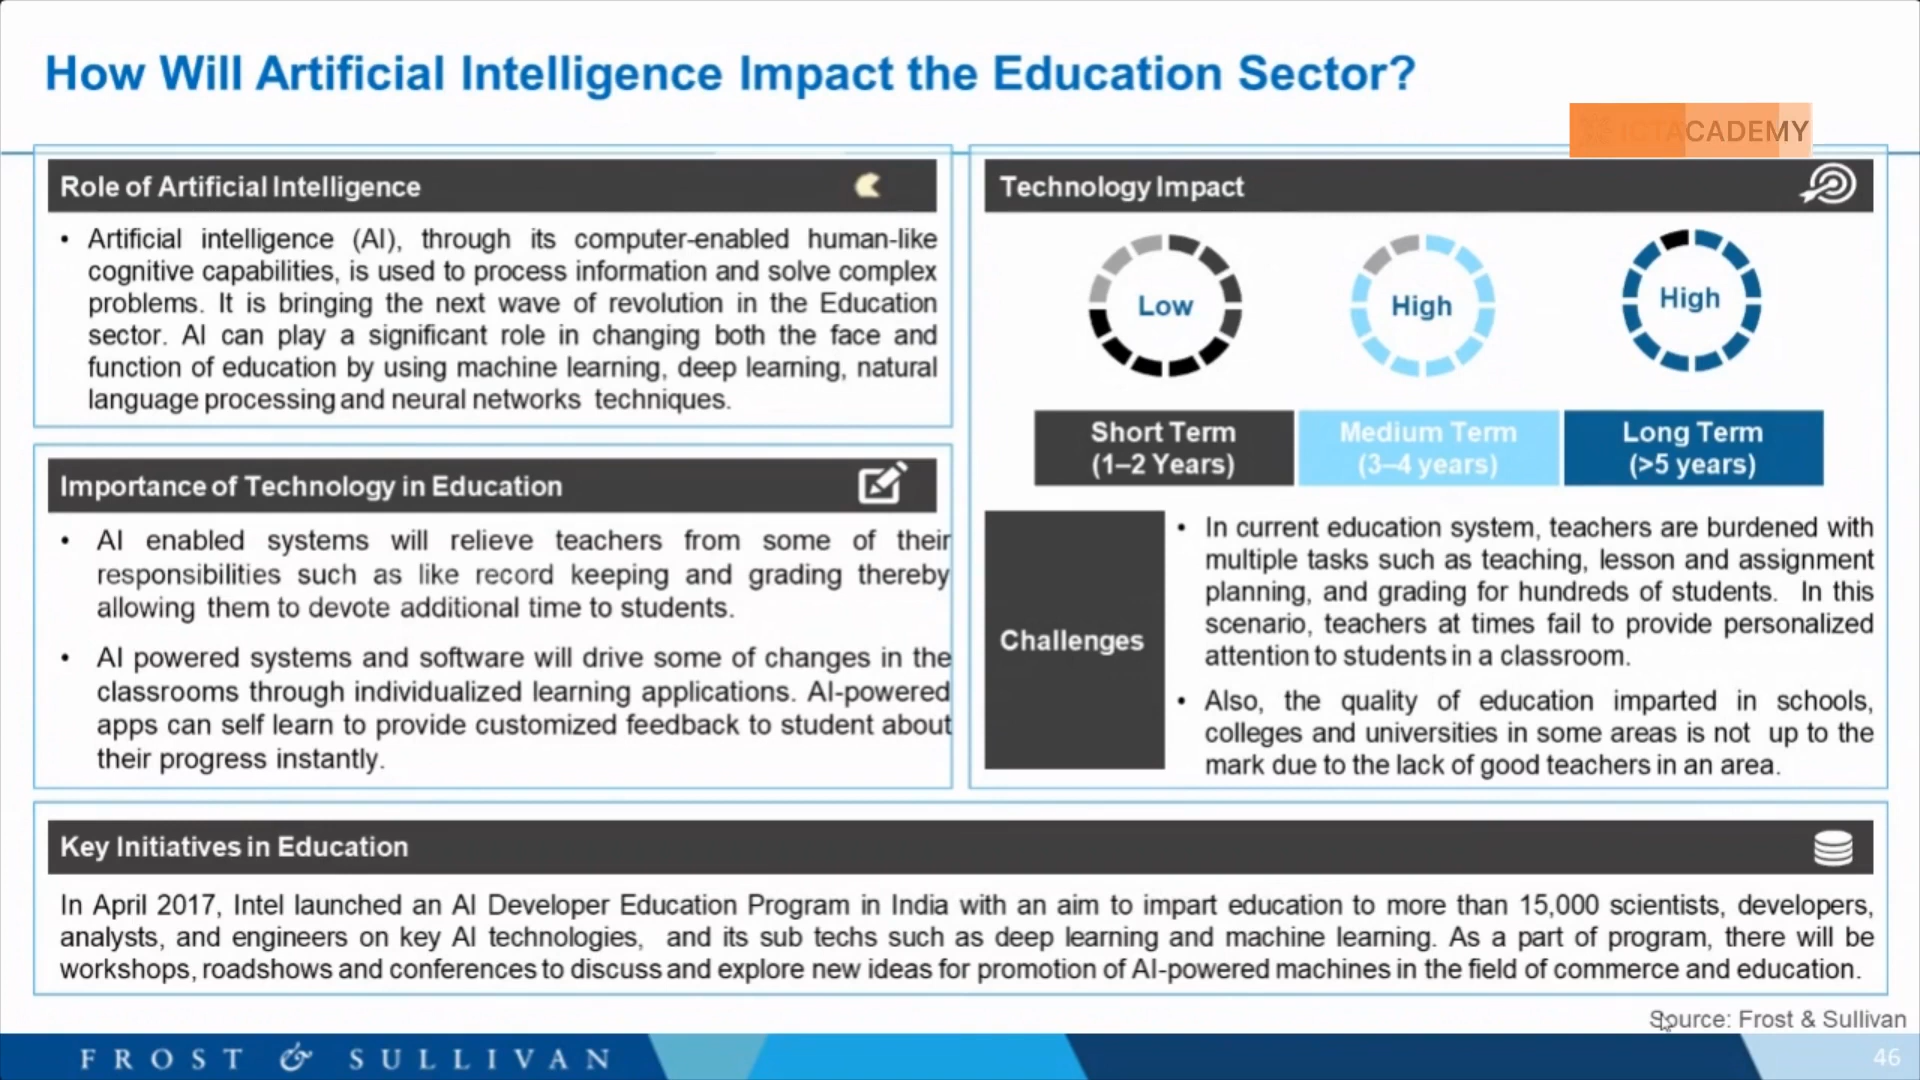 How Will Artificial Intelligence Impact the Education Sector?
ICTACADEMY
Role of Artificial Intelligence
• Artificial intelligence (AI), through its computer-enabled human-like
cognitive capabilities, is used to process information and solve complex
problems. It is bringing the next wave of revolution in the Education
sector. AI can play a significant role in changing both the face and
function of education by using machine learning, deep learning, natural
language processing and neural networks techniques.
Importance of Technology in Education
• AI enabled systems will relieve teachers from some of their
responsibilities such as like record keeping and grading thereby
allowing them to devote additional time to students.
• AI powered systems and software will drive some of changes in the
classrooms through individualized learning applications. AI-powered
apps can self learn to provide customized feedback to student about
their progress instantly.
Technology Impact
Low
High
High
Short Term
(1–2 Years)
Medium Term
(3–4 years)
Long Term
(>5 years)
Challenges
• In current education system, teachers are burdened with
multiple tasks such as teaching, lesson and assignment
planning, and grading for hundreds of students. In this
scenario, teachers at times fail to provide personalized
attention to students in a classroom.
• Also, the quality of education imparted in schools,
colleges and universities in some areas is not up to the
mark due to the lack of good teachers in an area.
Key Initiatives in Education
In April 2017, Intel launched an AI Developer Education Program in India with an aim to impart education to more than 15,000 scientists, developers,
analysts, and engineers on key AI technologies, and its sub techs such as deep learning and machine learning. As a part of program, there will be
workshops, roadshows and conferences to discuss and explore new ideas for promotion of AI-powered machines in the field of commerce and education.
Source: Frost & Sullivan
FROST & SULLIVAN
46